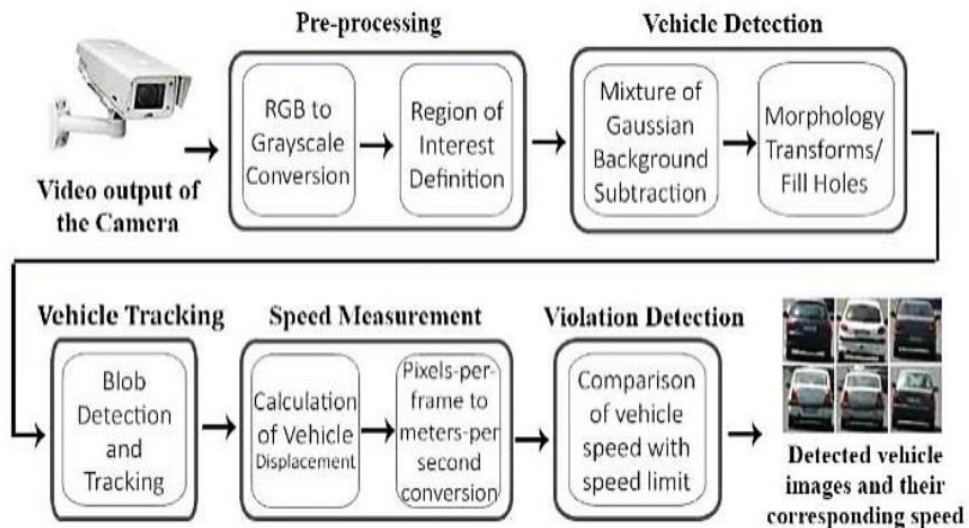 Pre-processing
Vehicle Detection
RGB to
Grayscale
Conversion
Region of
Interest
Definition
Mixture of
Gaussian
Background
Subtraction
Morphology
Transforms/
Fill Holes
Video output of
the Camera
Vehicle Tracking
Speed Measurement
Violation Detection
Blob
Detection
and
Tracking
Calculation
of Vehicle
Displacement
Pixels-per-
frame to
meters-per
second
conversion
Comparison
of vehicle
speed with
speed limit
Detected vehicle
images and their
corresponding speed